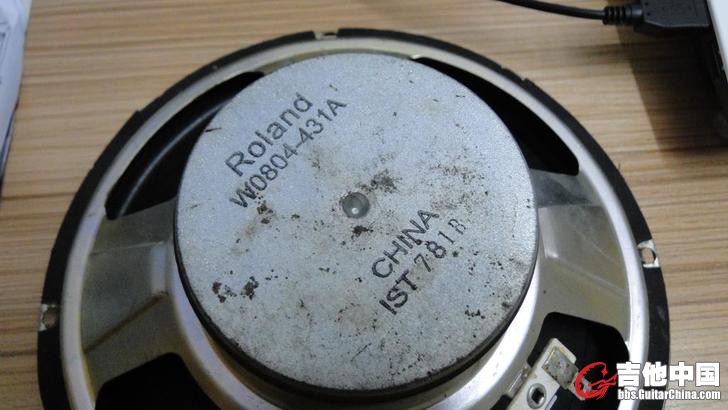 Roland
W0804-431A
CHINA
IST 781B
吉他中国
bbs.GuitarChina.com